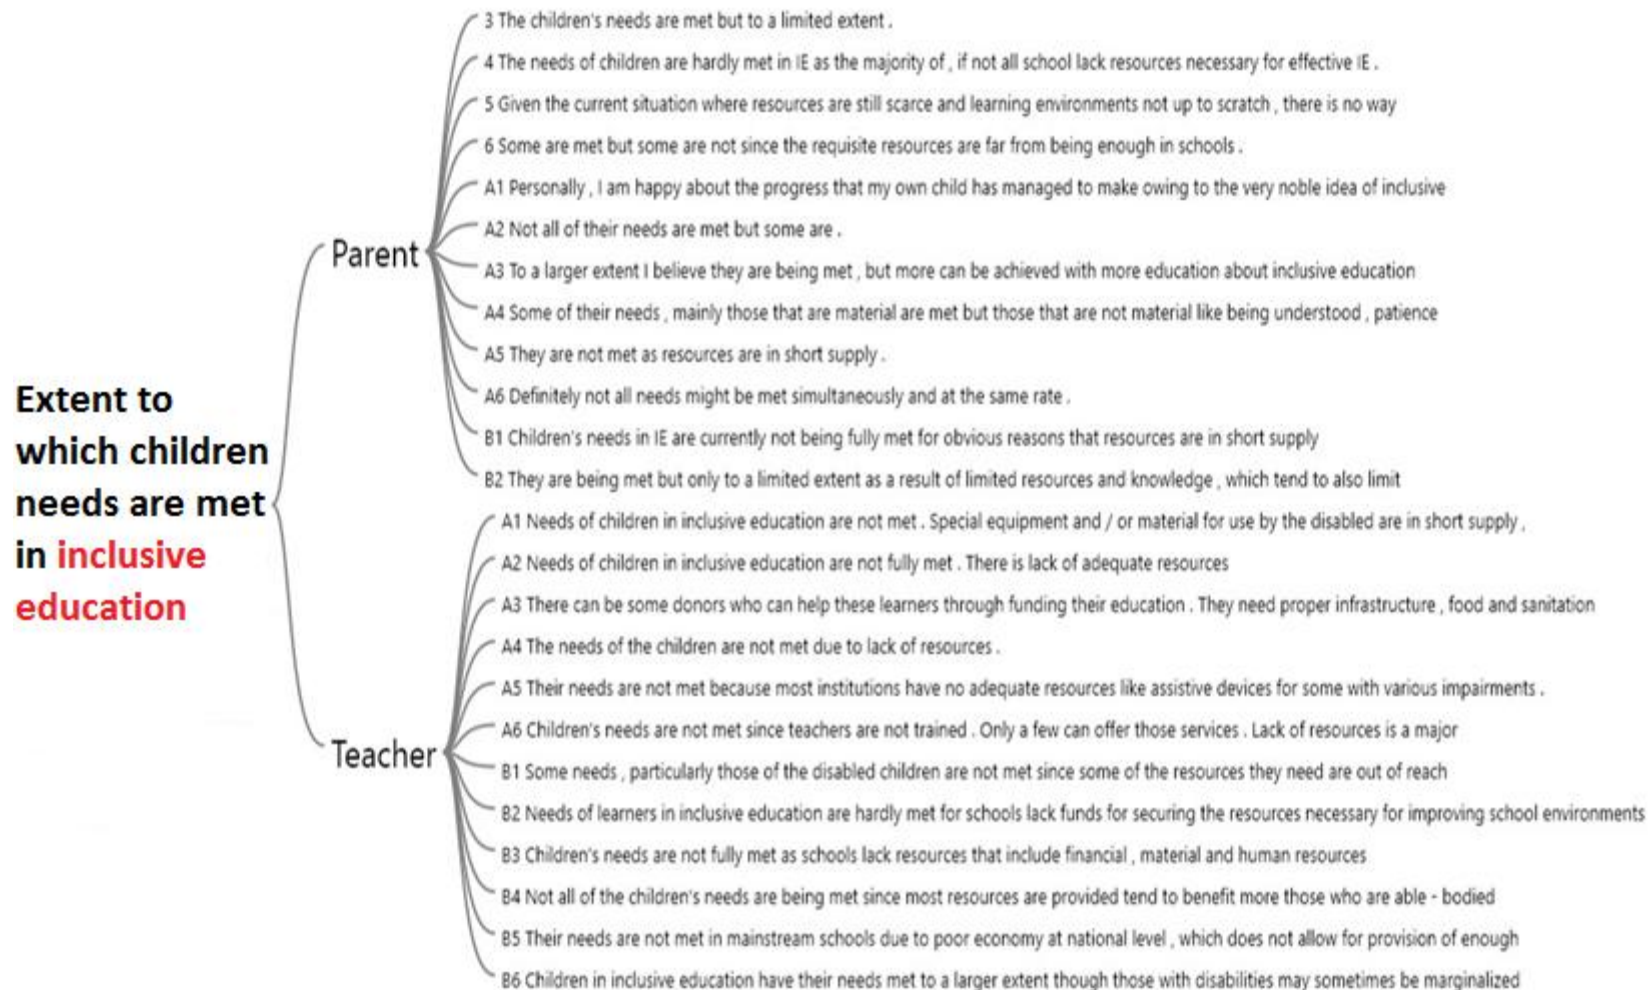 Extent to
which children
needs are met
in inclusive
education
Parent
3 The children's needs are met but to a limited extent .
4 The needs of children are hardly met in IE as the majority of , if not all school lack resources necessary for effective IE .
5 Given the current situation where resources are still scarce and learning environments not up to scratch , there is no way
6 Some are met but some are not since the requisite resources are far from being enough in schools .
A1 Personally , I am happy about the progress that my own child has managed to make owing to the very noble idea of inclusive
A2 Not all of their needs are met but some are .
A3 To a larger extent I believe they are being met , but more can be achieved with more education about inclusive education
A4 Some of their needs , mainly those that are material are met but those that are not material like being understood , patience
A5 They are not met as resources are in short supply .
A6 Definitely not all needs might be met simultaneously and at the same rate .
B1 Children's needs in IE are currently not being fully met for obvious reasons that resources are in short supply
B2 They are being met but only to a limited extent as a result of limited resources and knowledge , which tend to also limit
Teacher
A1 Needs of children in inclusive education are not met . Special equipment and / or material for use by the disabled are in short supply ,
A2 Needs of children in inclusive education are not fully met . There is lack of adequate resources
A3 There can be some donors who can help these learners through funding their education . They need proper infrastructure , food and sanitation
A4 The needs of the children are not met due to lack of resources .
A5 Their needs are not met because most institutions have no adequate resources like assistive devices for some with various impairments .
A6 Children's needs are not met since teachers are not trained . Only a few can offer those services . Lack of resources is a major
B1 Some needs , particularly those of the disabled children are not met since some of the resources they need are out of reach
B2 Needs of learners in inclusive education are hardly met for schools lack funds for securing the resources necessary for improving school environments
B3 Children's needs are not fully met as schools lack resources that include financial , material and human resources
B4 Not all of the children's needs are being met since most resources are provided tend to benefit more those who are able - bodied
B5 Their needs are not met in mainstream schools due to poor economy at national level , which does not allow for provision of enough
B6 Children in inclusive education have their needs met to a larger extent though those with disabilities may sometimes be marginalized